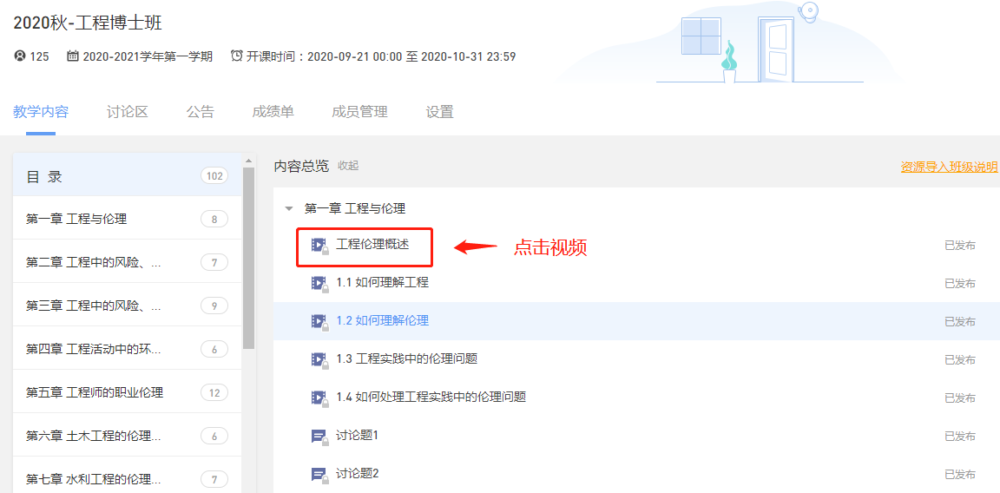 2020秋-工程博士班
125 2020-2021学年第一学期 开课时间：2020-09-21 00:00 至 2020-10-31 23:59
教学内容 讨论区 公告 成绩单 成员管理 设置
目 录 102
第一章 工程与伦理 8
第二章 工程中的风险、... 7
第三章 工程中的风险、... 9
第四章 工程活动中的环... 6
第五章 工程师的职业伦理 12
第六章 土木工程的伦理... 6
第七章 水利工程的伦理... 7
内容总览 收起 资源导入班级说明
第一章 工程与伦理
工程伦理概述 点击视频 已发布
1.1 如何理解工程 已发布
1.2 如何理解伦理 已发布
1.3 工程实践中的伦理问题 已发布
1.4 如何处理工程实践中的伦理问题 已发布
讨论题1 已发布
讨论题2 已发布